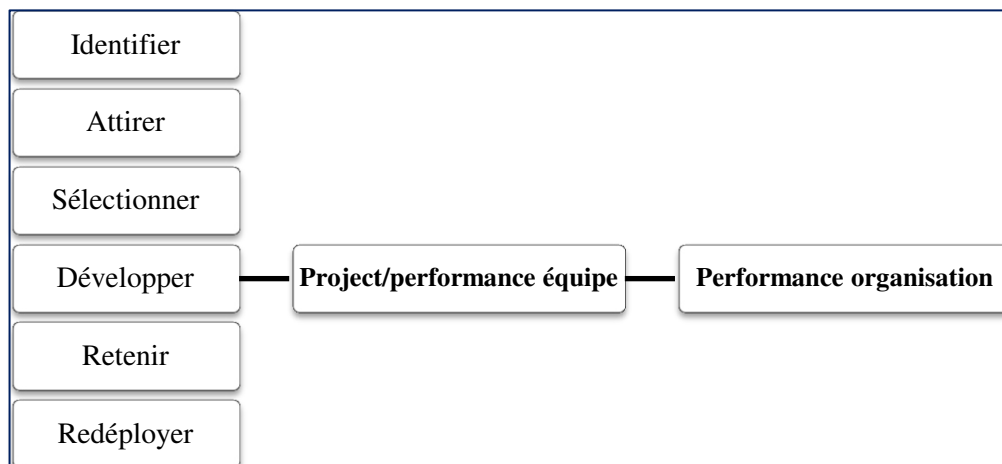 Identifier
Attirer
Sélectionner
Développer
Project/performance équipe
Performance organisation
Retenir
Redéployer